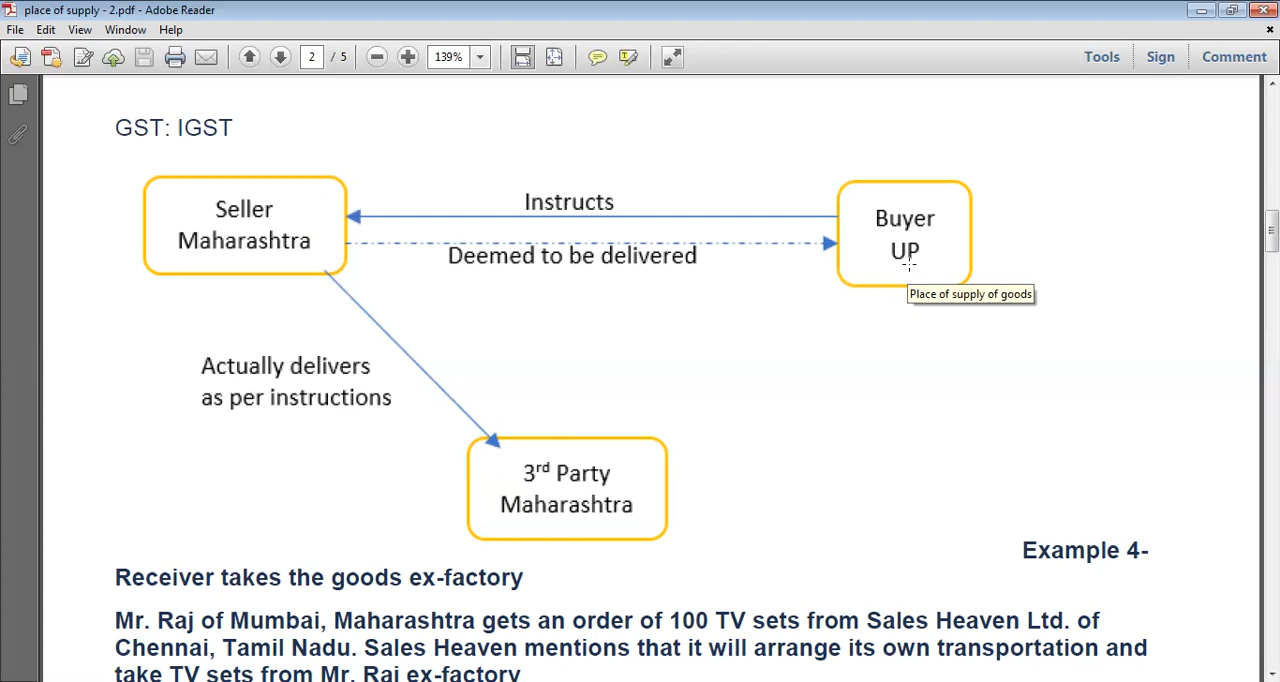 place of supply - 2.pdf - Adobe Reader
File Edit View Window Help
2 / 5 139% Tools Sign Comment
GST: IGST
Seller
Maharashtra
Instructs
Deemed to be delivered
Buyer
UP
Place of supply of goods
Actually delivers
as per instructions
3rd Party
Maharashtra
Example 4-
Receiver takes the goods ex-factory
Mr. Raj of Mumbai, Maharashtra gets an order of 100 TV sets from Sales Heaven Ltd. of
Chennai, Tamil Nadu. Sales Heaven mentions that it will arrange its own transportation and
take TV sets from Mr. Raj ex-factory